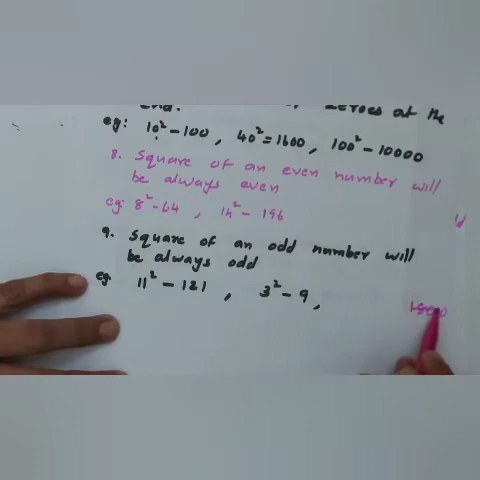 end. zeroes at the
eg: 10² - 100 , 40² = 1600 , 100² - 10000
8. Square of an even number will
be always even
eg: 8² - 64 , 14² - 196
9. Square of an odd number will
be always odd
eg. 11² - 121 , 3² - 9 ,